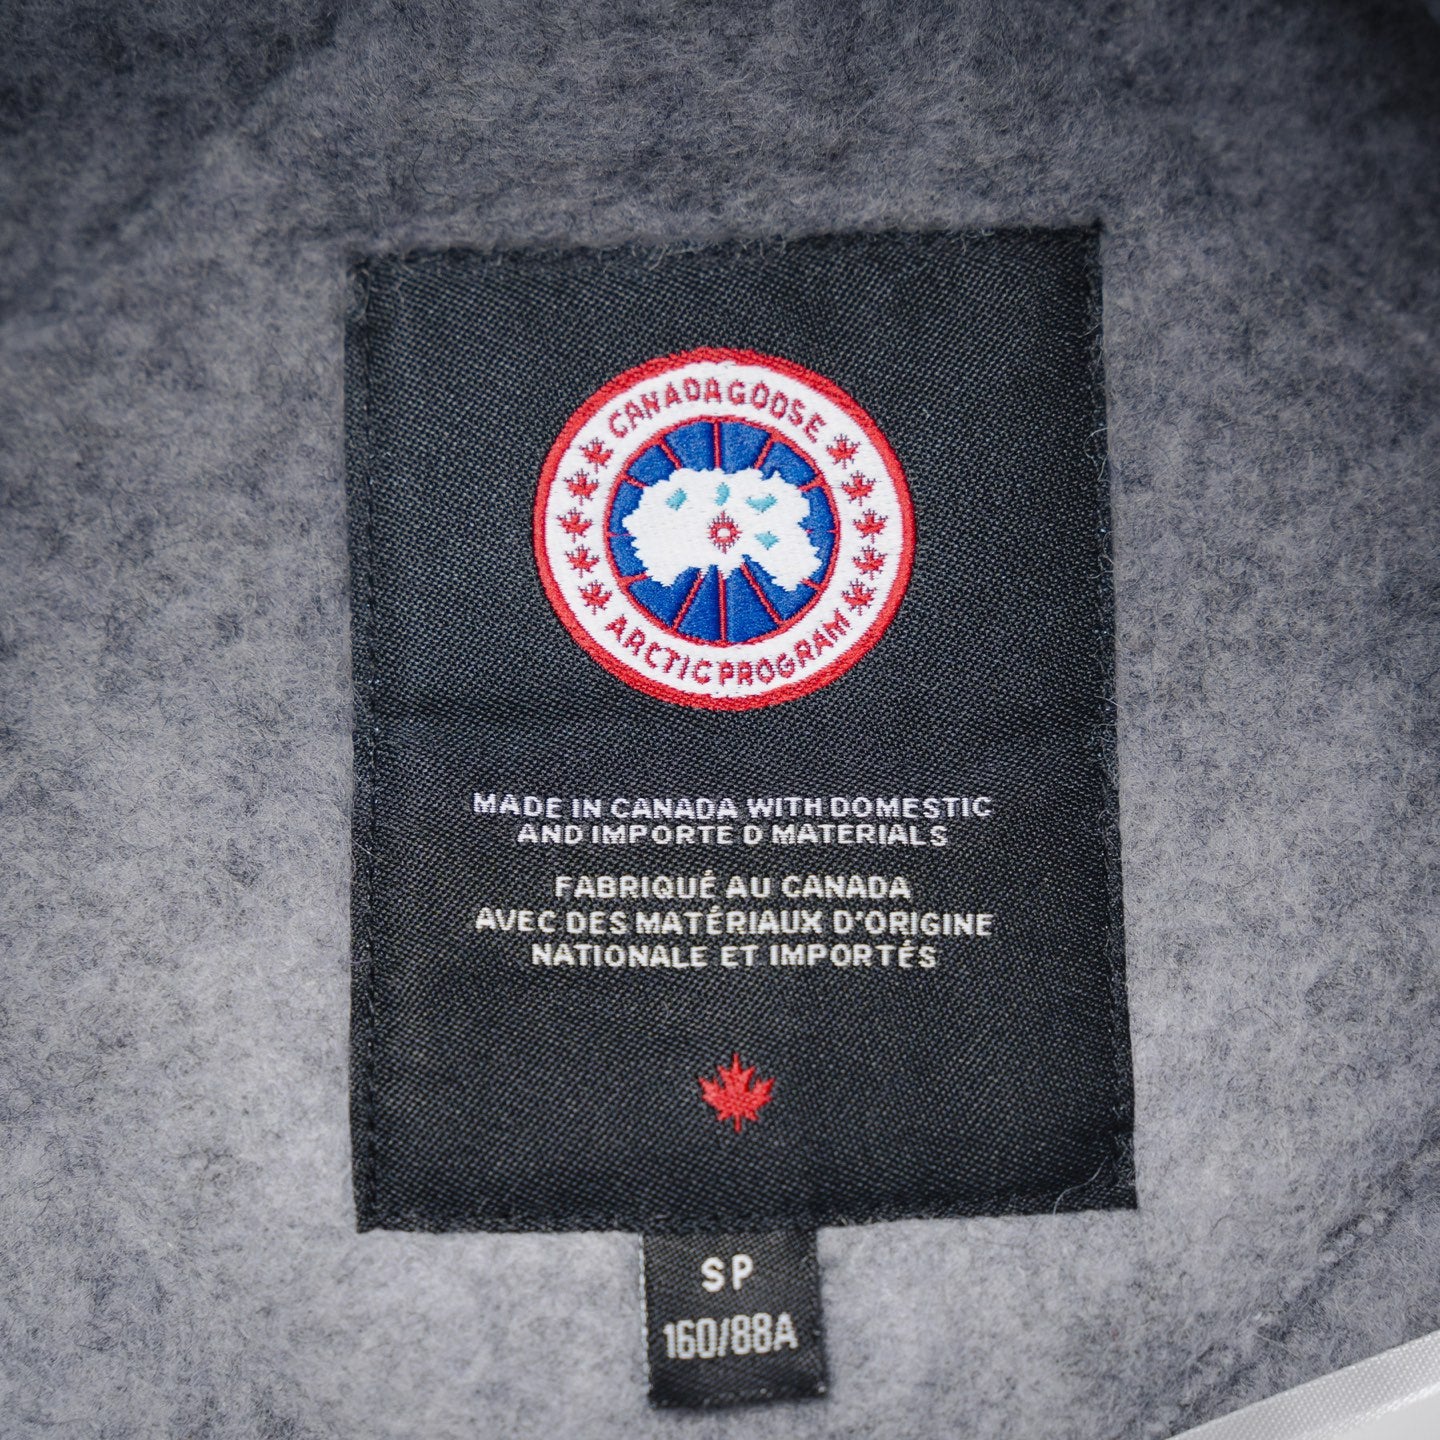 CANADA GOOSE
ARCTIC PROGRAM
MADE IN CANADA WITH DOMESTIC
AND IMPORTED MATERIALS
FABRIQUÉ AU CANADA
AVEC DES MATÉRIAUX D'ORIGINE
NATIONALE ET IMPORTÉS
SP
160/88A